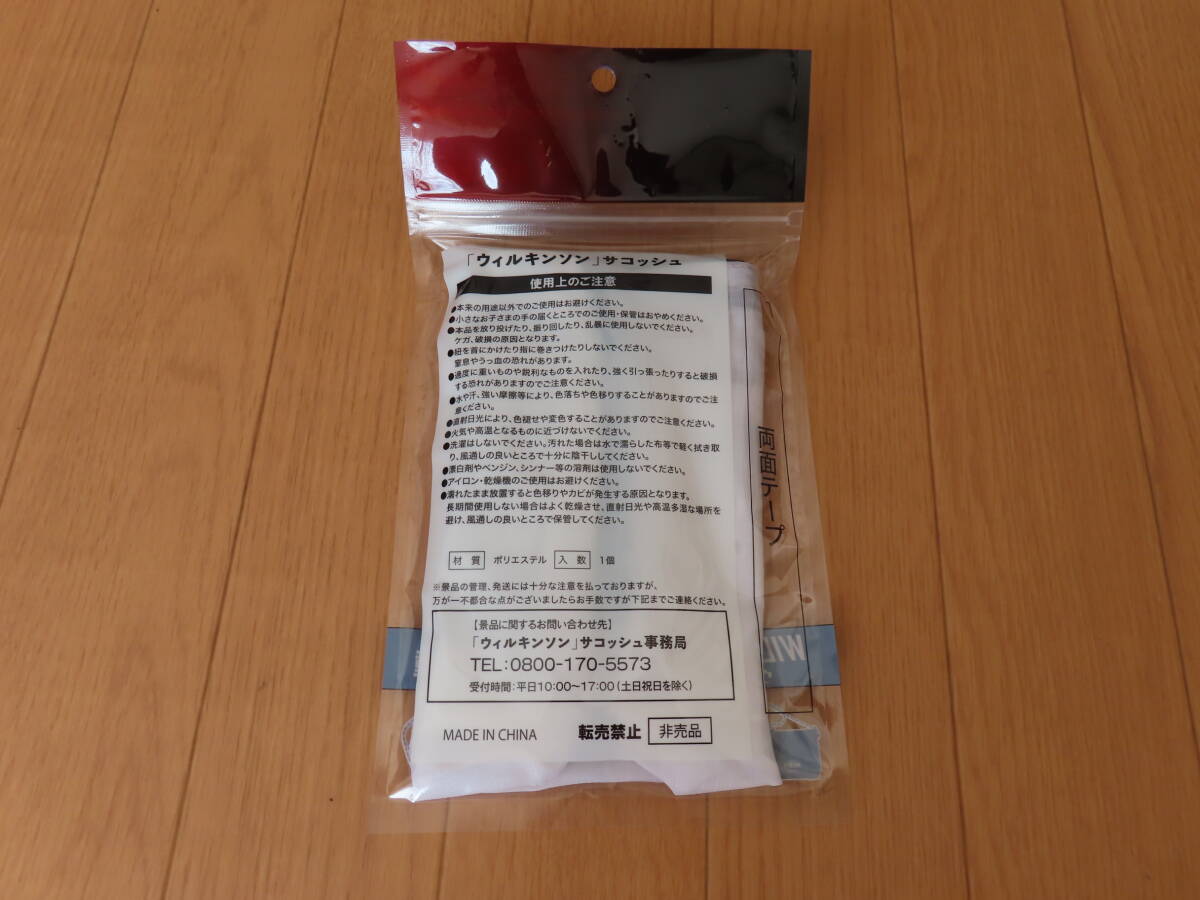 「ウィルキンソン」サコッシュ
使用上のご注意
●本来の用途以外でのご使用はお避けください。
●小さなお子さまの手の届くところでのご使用・保管はおやめください。
●本品を放り投げたり、振り回したり、乱暴に使用しないでください。
ケガ、破損の原因となります。
●紐を首にかけたり指に巻きつけたりしないでください。
窒息やうっ血の恐れがあります。
●過度に重いものや鋭利なものを入れたり、強く引っ張ったりすると破損
する恐れがありますのでご注意ください。
●水や汗、強い摩擦等により、色落ちや色移りすることがありますのでご注
意ください。
●直射日光により、色褪せや変色することがありますのでご注意ください。
●火気や高温となるものに近づけないでください。
●洗濯はしないでください。汚れた場合は水で濡らした布等で軽く拭き取
り、風通しの良いところで十分に陰干ししてください。
●漂白剤やベンジン、シンナー等の溶剤は使用しないでください。
●アイロン・乾燥機のご使用はお避けください。
●濡れたまま放置すると色移りやカビが発生する原因となります。
長期間使用しない場合はよく乾燥させ、直射日光や高温多湿な場所を
避け、風通しの良いところで保管してください。
材質 ポリエステル 入数 1個
※景品の管理、発送には十分な注意を払っておりますが、
万が一不都合な点がございましたらお手数ですが下記までご連絡ください。
【景品に関するお問い合わせ先】
「ウィルキンソン」サコッシュ事務局
TEL:0800-170-5573
受付時間:平日10:00～17:00(土日祝日を除く)
MADE IN CHINA 転売禁止 非売品
両面テープ